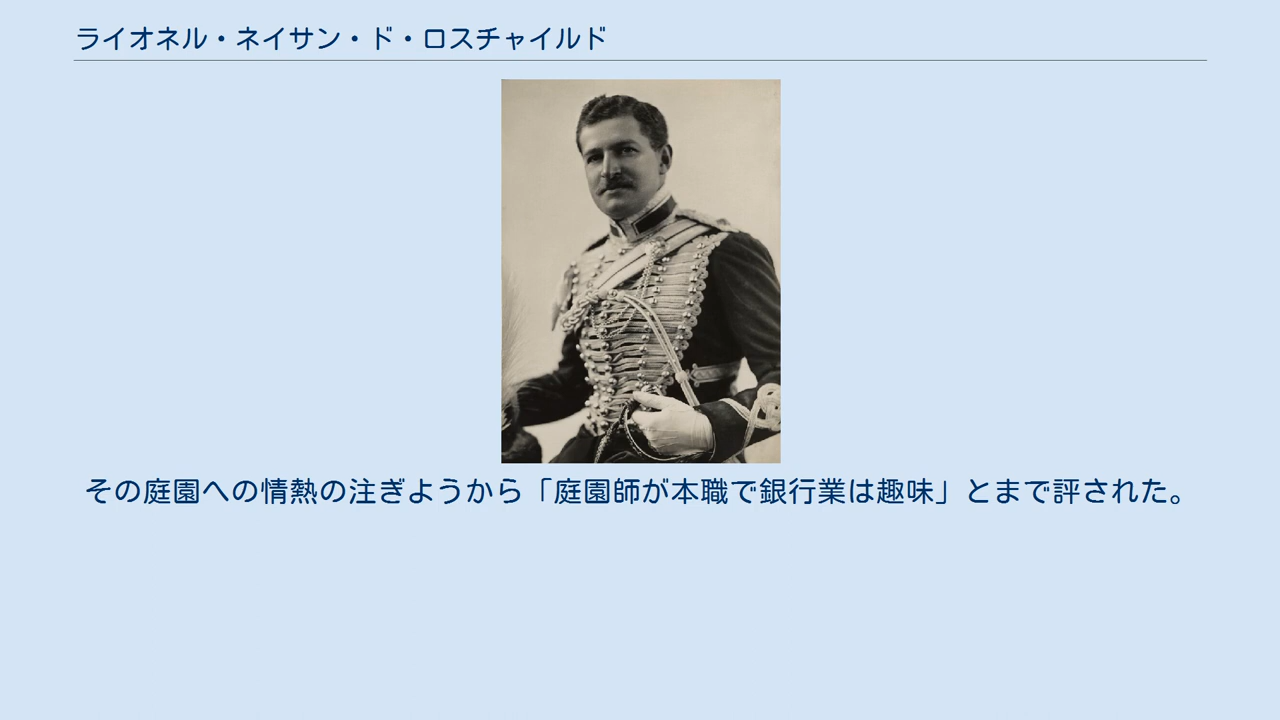 ライオネル・ネイサン・ド・ロスチャイルド
その庭園への情熱の注ぎようから「庭園師が本職で銀行業は趣味」とまで評された。